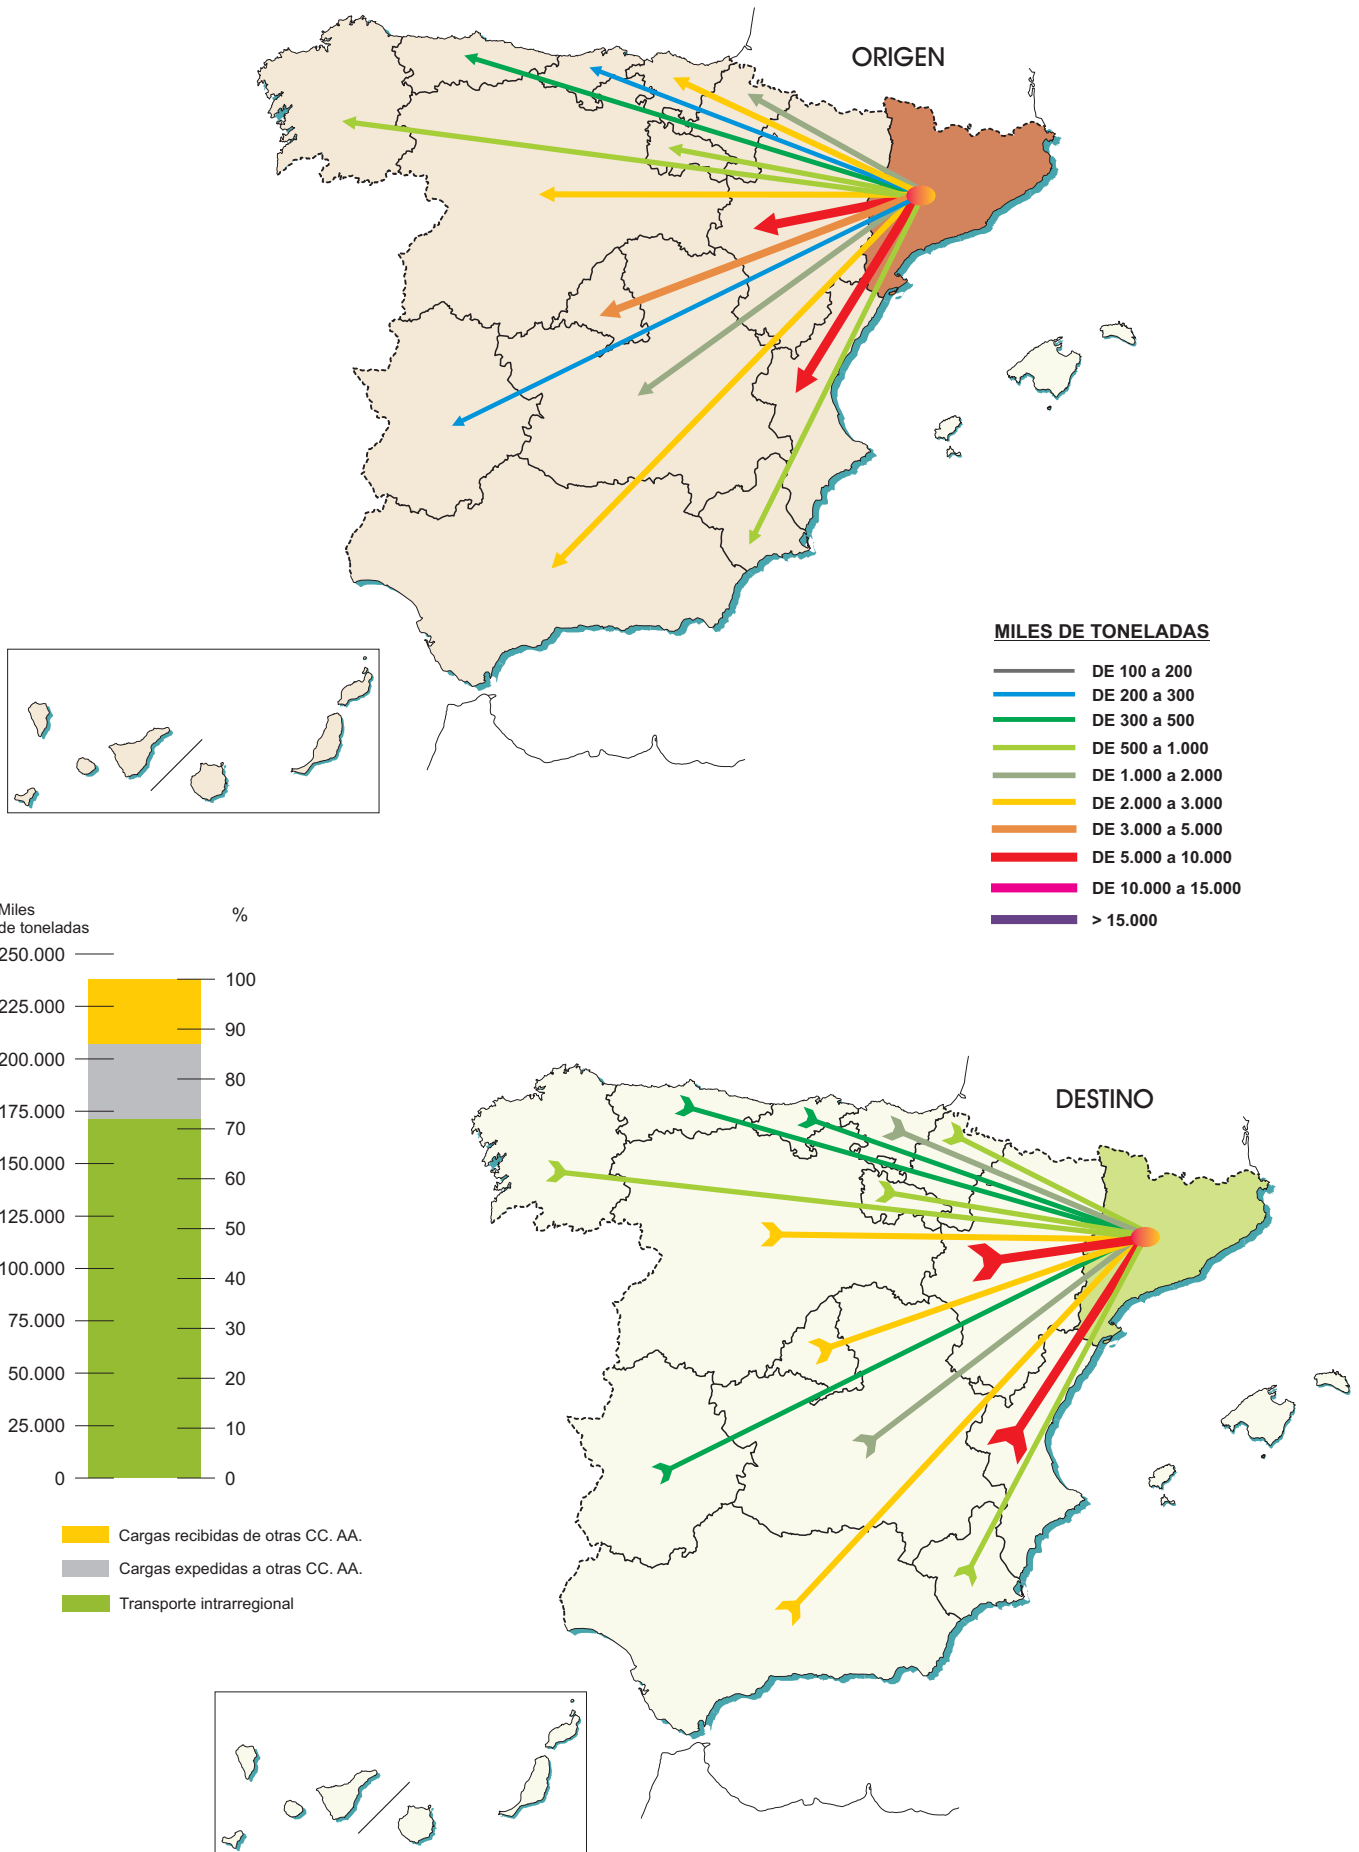 ORIGEN
MILES DE TONELADAS
DE 100 a 200
DE 200 a 300
DE 300 a 500
DE 500 a 1.000
DE 1.000 a 2.000
DE 2.000 a 3.000
DE 3.000 a 5.000
DE 5.000 a 10.000
DE 10.000 a 15.000
> 15.000
Miles
de toneladas
%
250.000
225.000
200.000
175.000
150.000
125.000
100.000
75.000
50.000
25.000
0
100
90
80
70
60
50
40
30
20
10
0
Cargas recibidas de otras CC. AA.
Cargas expedidas a otras CC. AA.
Transporte intrarregional
DESTINO